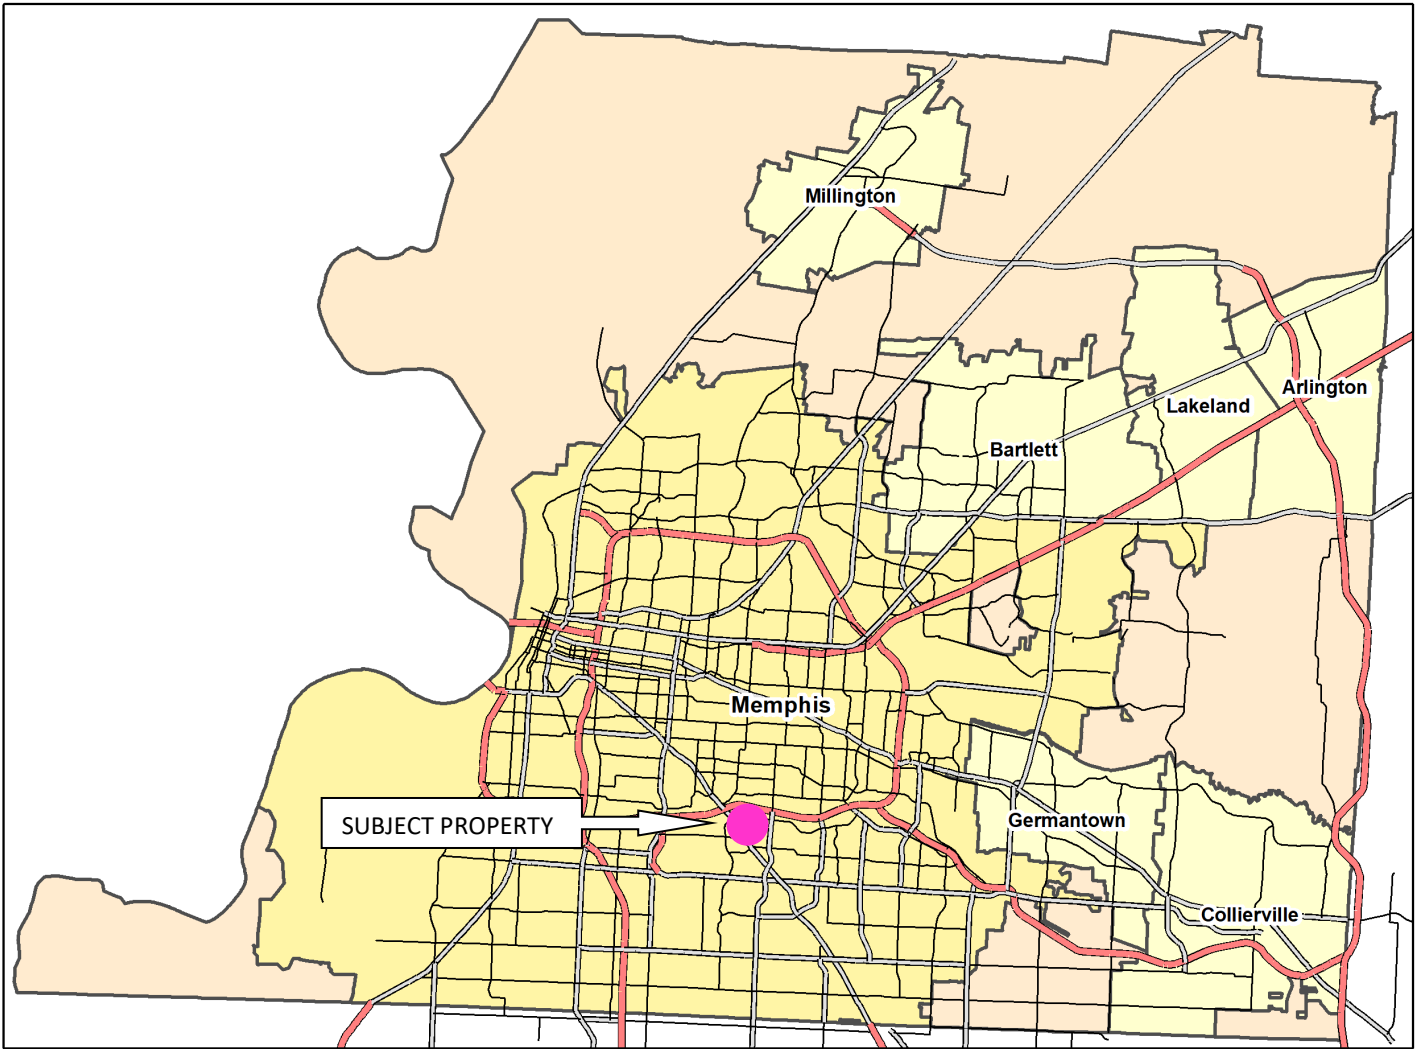 Millington
Arlington
Lakeland
Bartlett
Memphis
SUBJECT PROPERTY
Germantown
Collierville